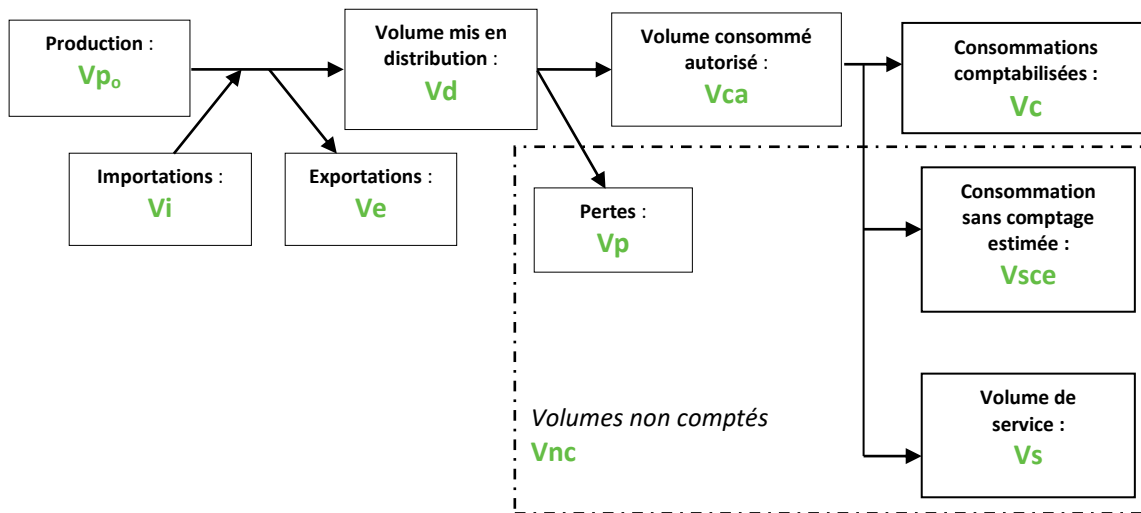 Production :
Vpₒ
Volume mis en
distribution :
Vd
Volume consommé
autorisé :
Vca
Consommations
comptabilisées :
Vc
Importations :
Vi
Exportations :
Ve
Pertes :
Vp
Consommation
sans comptage
estimée :
Vsce
Volumes non comptés
Vnc
Volume de
service :
Vs